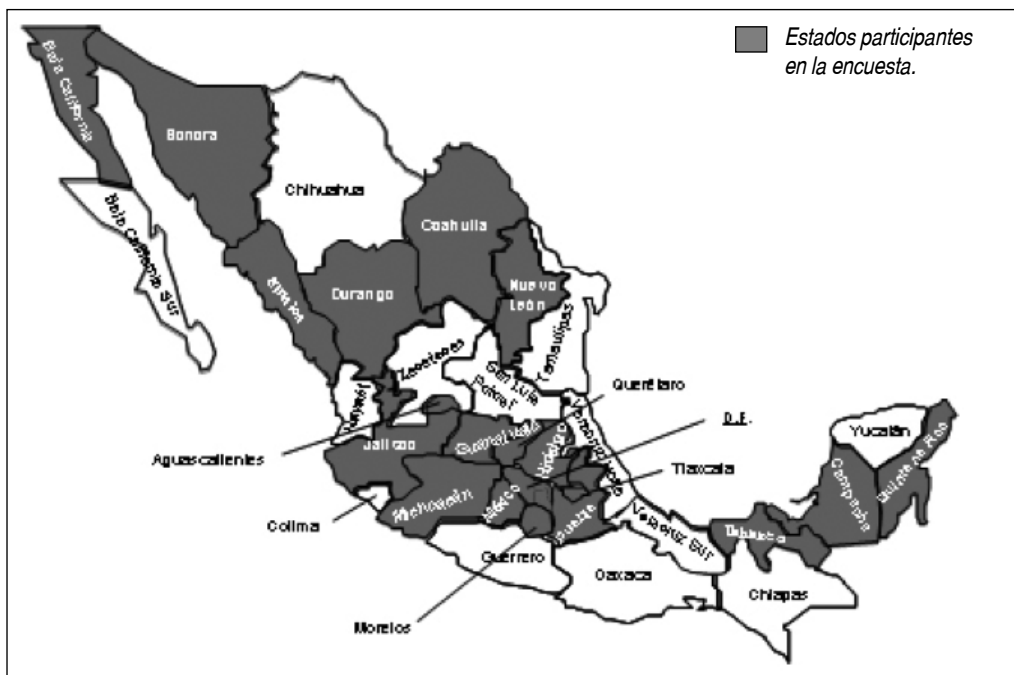 Estados participantes
en la encuesta.
Baja California
Sonora
Chihuahua
Coahuila
Baja California Sur
Sinaloa
Durango
Nuevo
León
Tamaulipas
Zacatecas
San Luis
Potosí
Querétaro
Nayarit
D.F.
Yucatán
Jalisco
Guanajuato
Hidalgo
Aguascalientes
Tlaxcala
Quintana Roo
Campeche
Michoacán
México
Colima
Puebla
Veracruz Sur
Tabasco
Guerrero
Oaxaca
Chiapas
Morelos